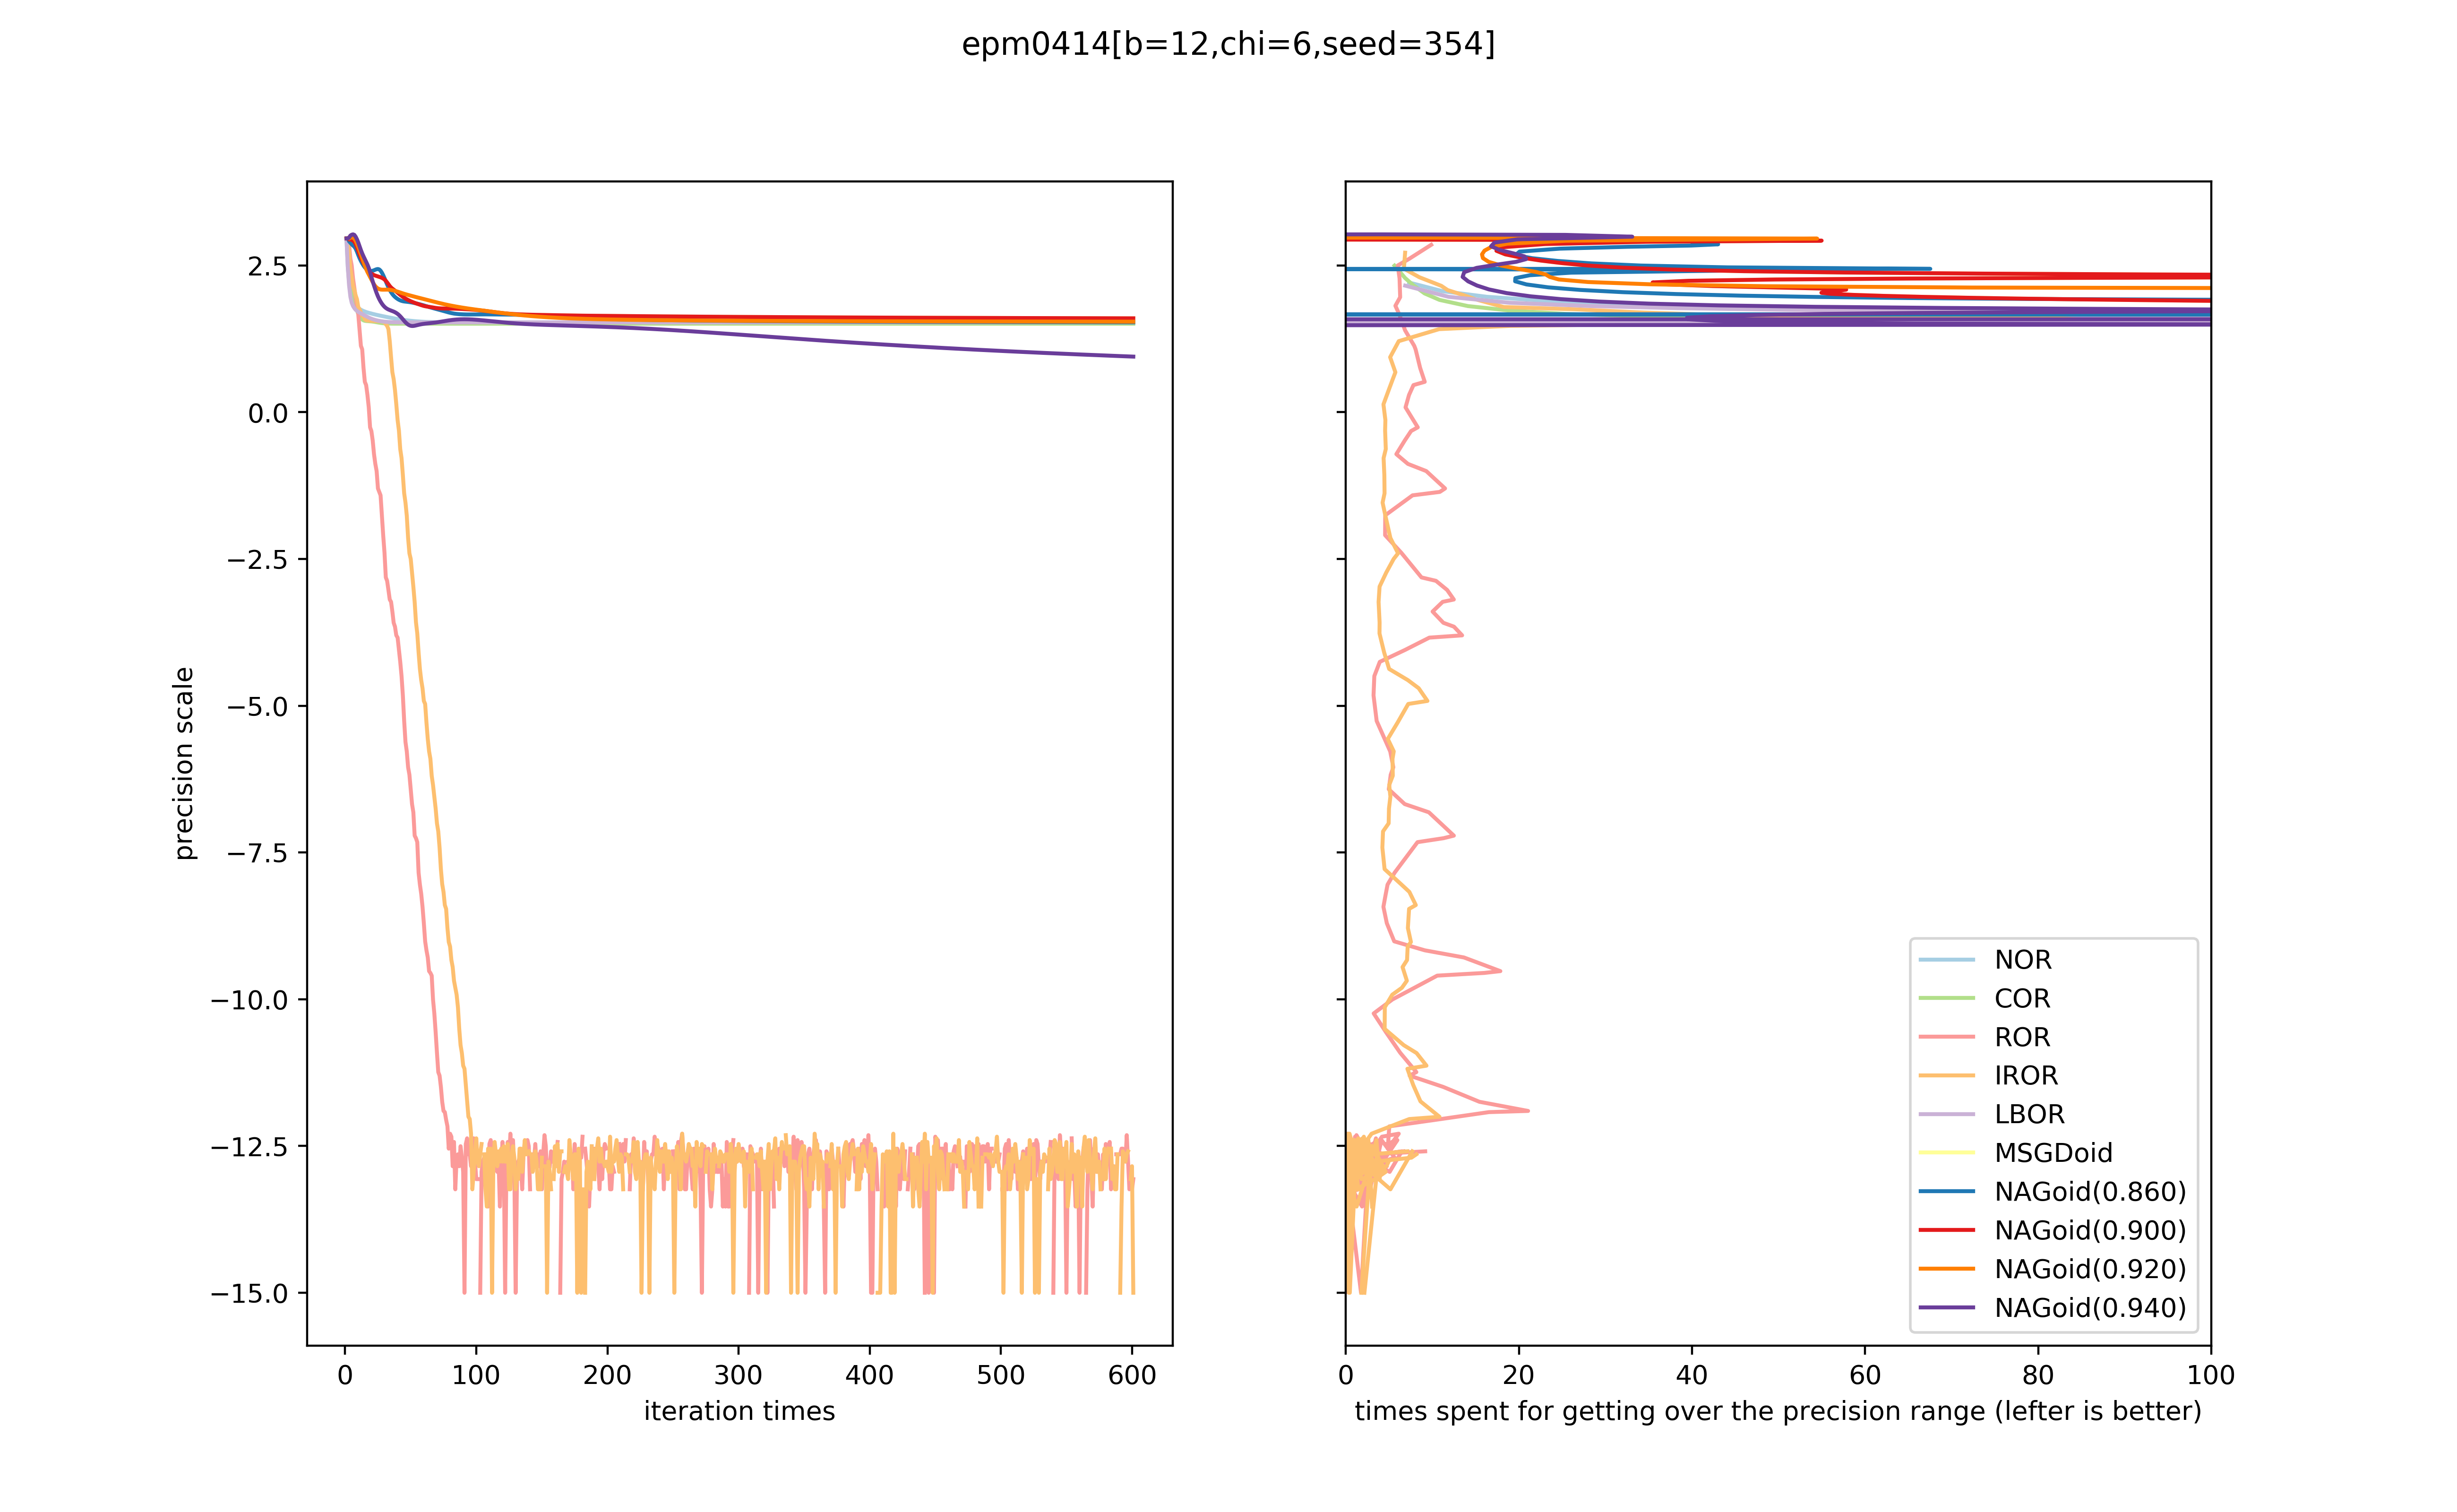 epm0414[b=12,chi=6,seed=354]
precision scale
2.5
0.0
−2.5
−5.0
−7.5
−10.0
−12.5
−15.0
0 100 200 300 400 500 600
iteration times
0 20 40 60 80 100
times spent for getting over the precision range (lefter is better)
NOR
COR
ROR
IROR
LBOR
MSGDoid
NAGoid(0.860)
NAGoid(0.900)
NAGoid(0.920)
NAGoid(0.940)